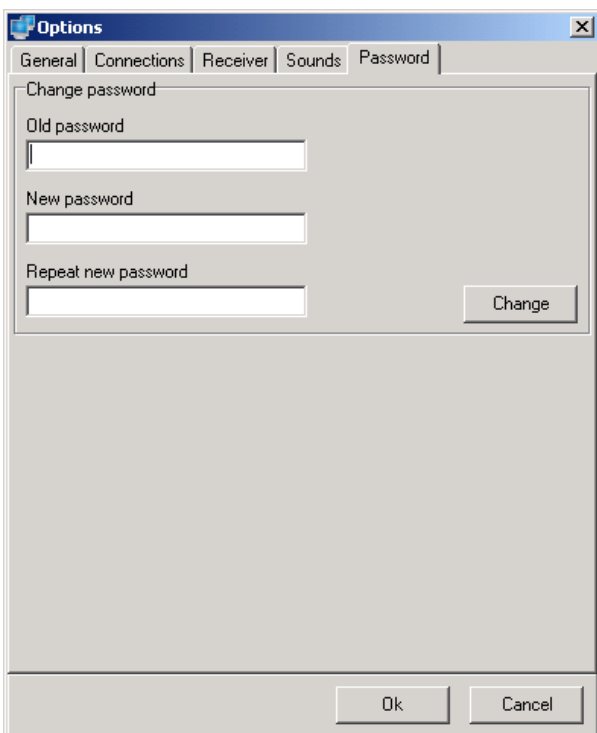 Options
General Connections Receiver Sounds Password
Change password
Old password
New password
Repeat new password
Change
Ok Cancel